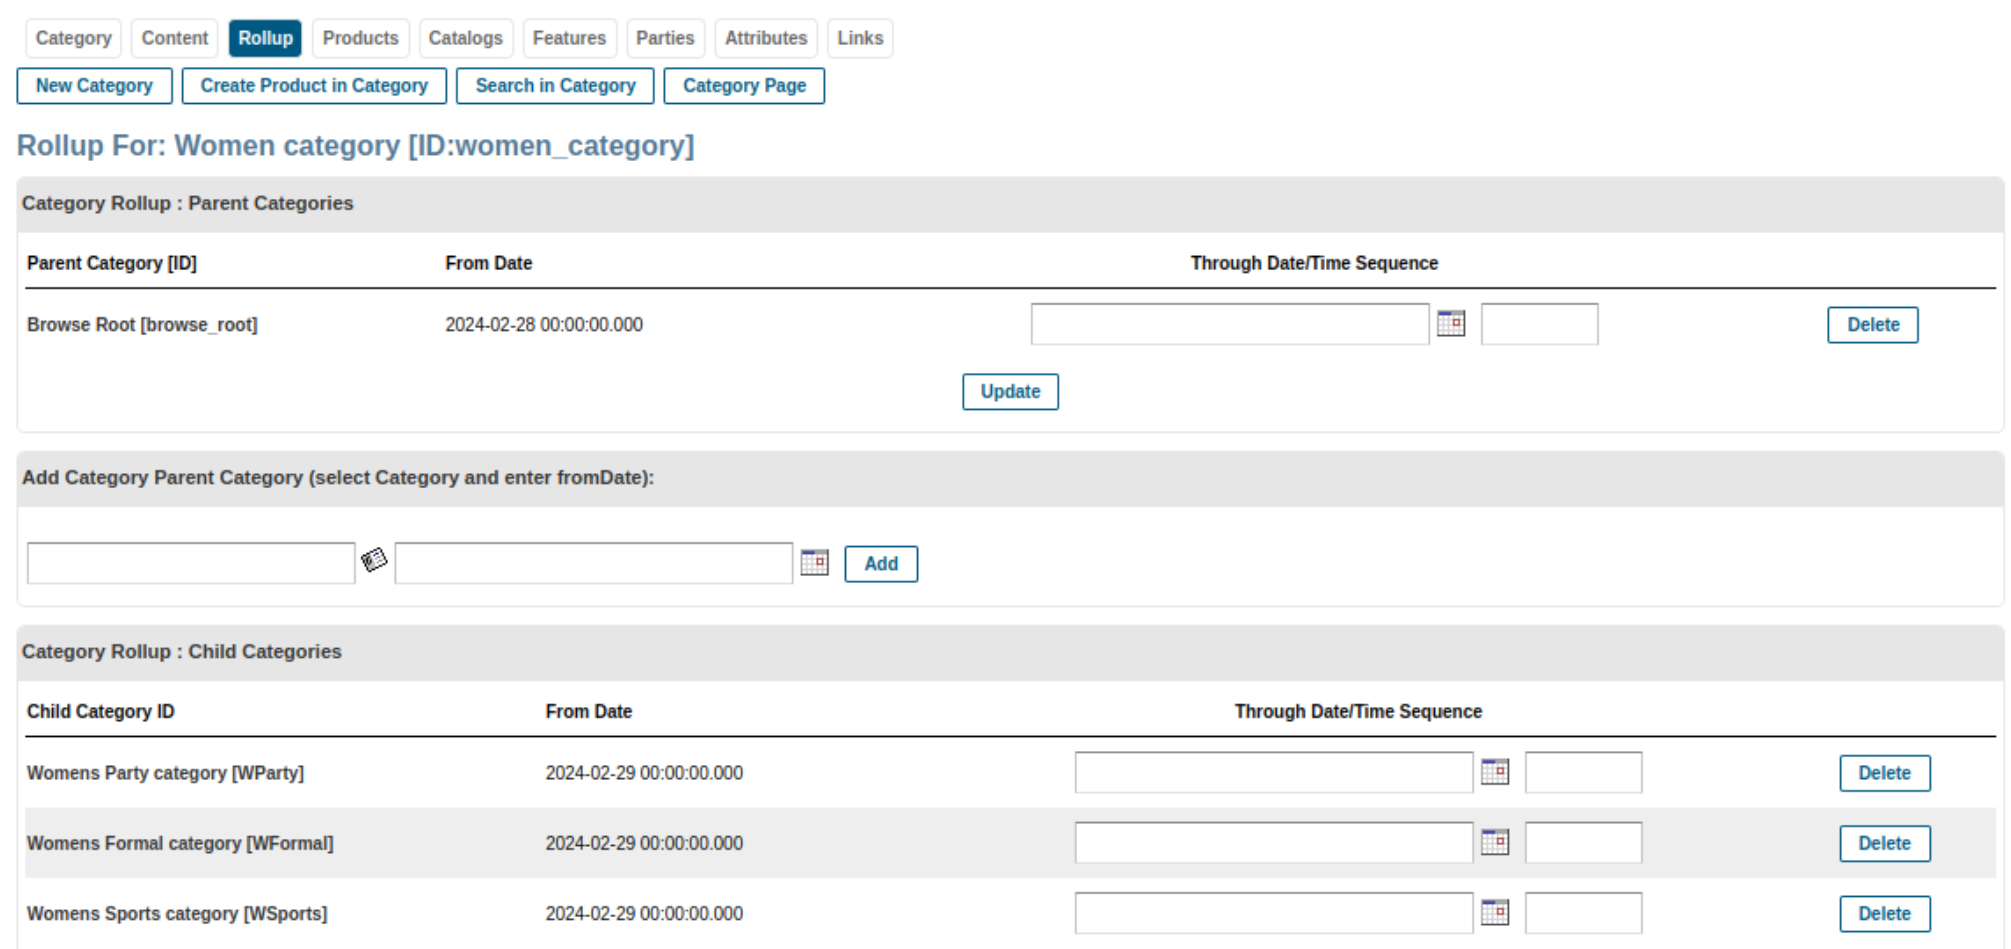 Category Content Rollup Products Catalogs Features Parties Attributes Links
New Category Create Product in Category Search in Category Category Page
Rollup For: Women category [ID:women_category]
Category Rollup : Parent Categories
Parent Category [ID] From Date Through Date/Time Sequence
Browse Root [browse_root] 2024-02-28 00:00:00.000 Delete
Update
Add Category Parent Category (select Category and enter fromDate):
Add
Category Rollup : Child Categories
Child Category ID From Date Through Date/Time Sequence
Womens Party category [WParty] 2024-02-29 00:00:00.000 Delete
Womens Formal category [WFormal] 2024-02-29 00:00:00.000 Delete
Womens Sports category [WSports] 2024-02-29 00:00:00.000 Delete